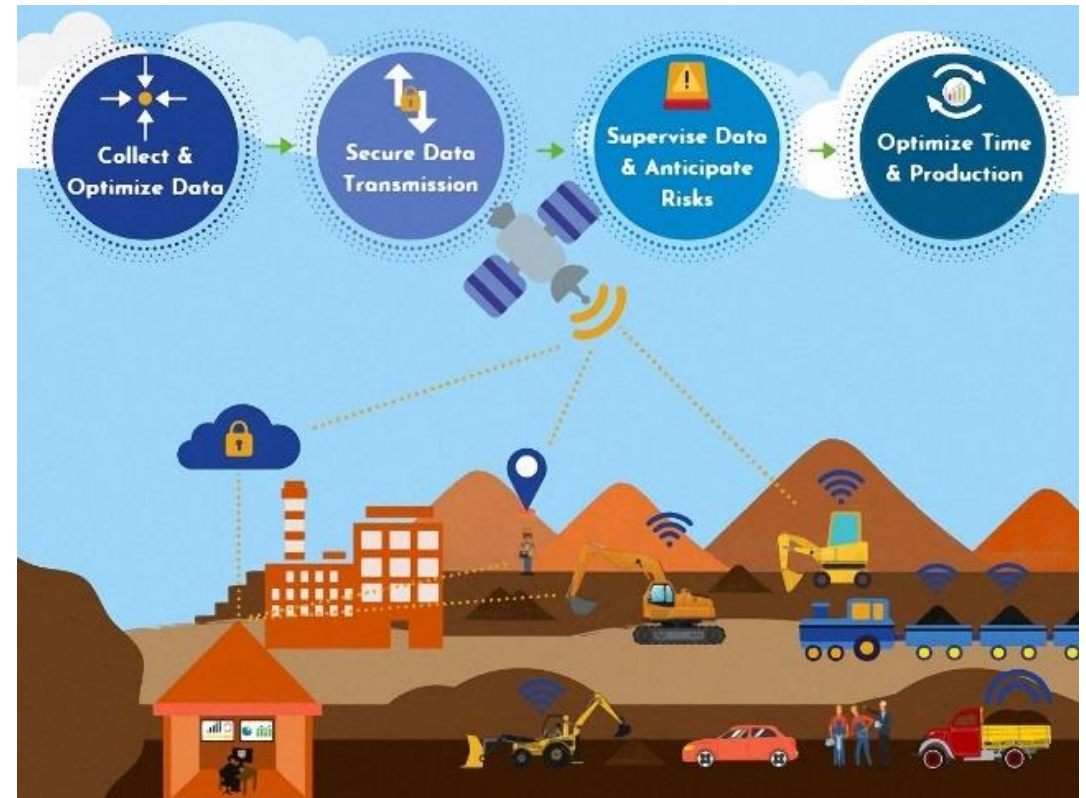 Collect &
Optimize Data
Secure Data
Transmission
Supervise Data
& Anticipate
Risks
Optimize Time
& Production